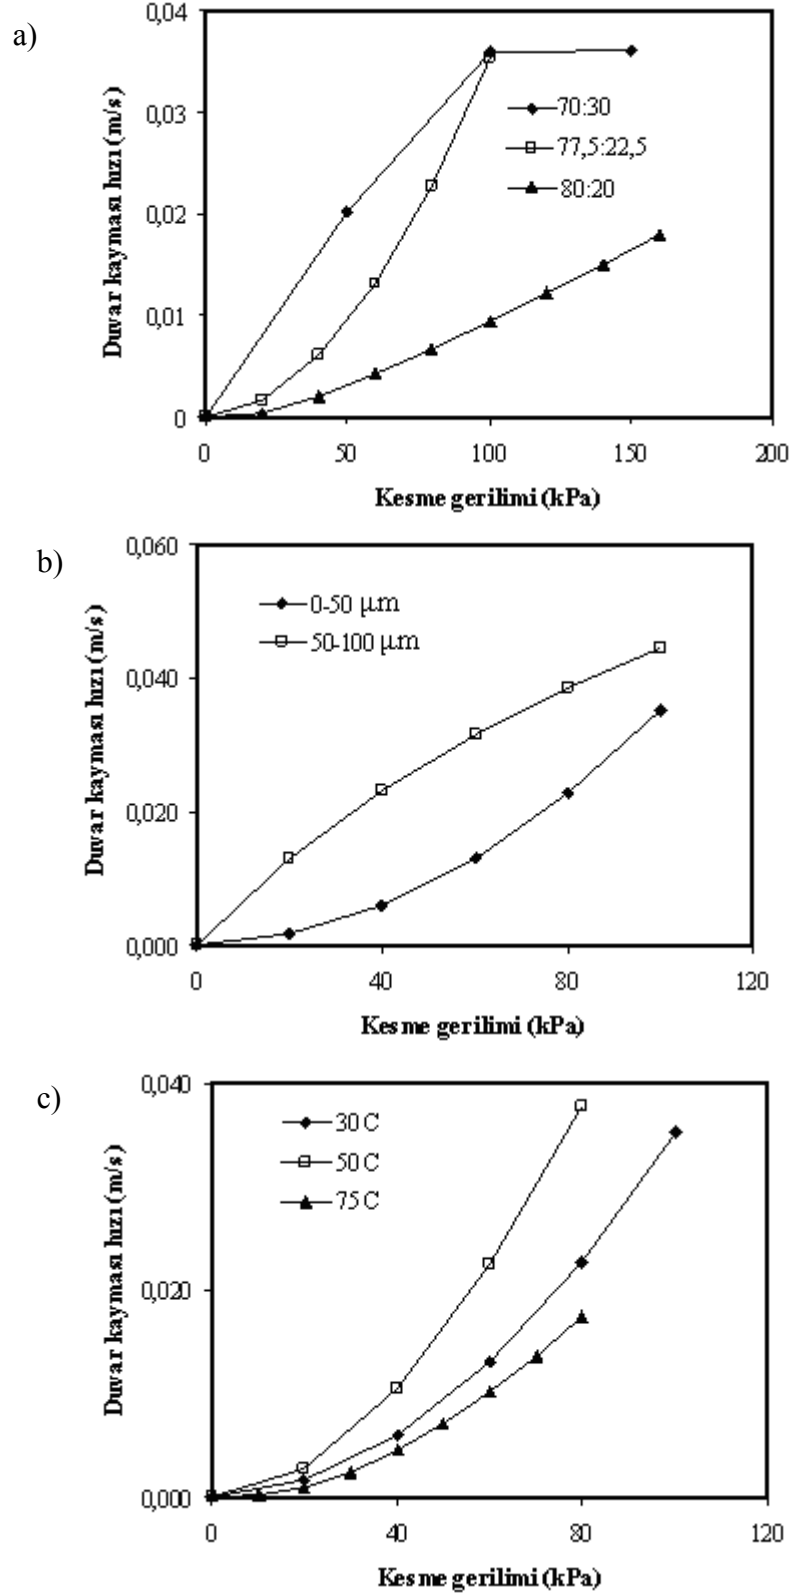 a)
0,04
0,03
0,02
0,01
0
Duvar kayması hızı (m/s)
70:30
77,5:22,5
80:20
0 50 100 150 200
Kesme gerilimi (kPa)
b)
0,060
0,040
0,020
0,000
Duvar kayması hızı (m/s)
0-50 µm
50-100 µm
0 40 80 120
Kesme gerilimi (kPa)
c)
0,040
0,020
0,000
Duvar kayması hızı (m/s)
30 C
50 C
75 C
0 40 80 120
Kesme gerilimi (kPa)